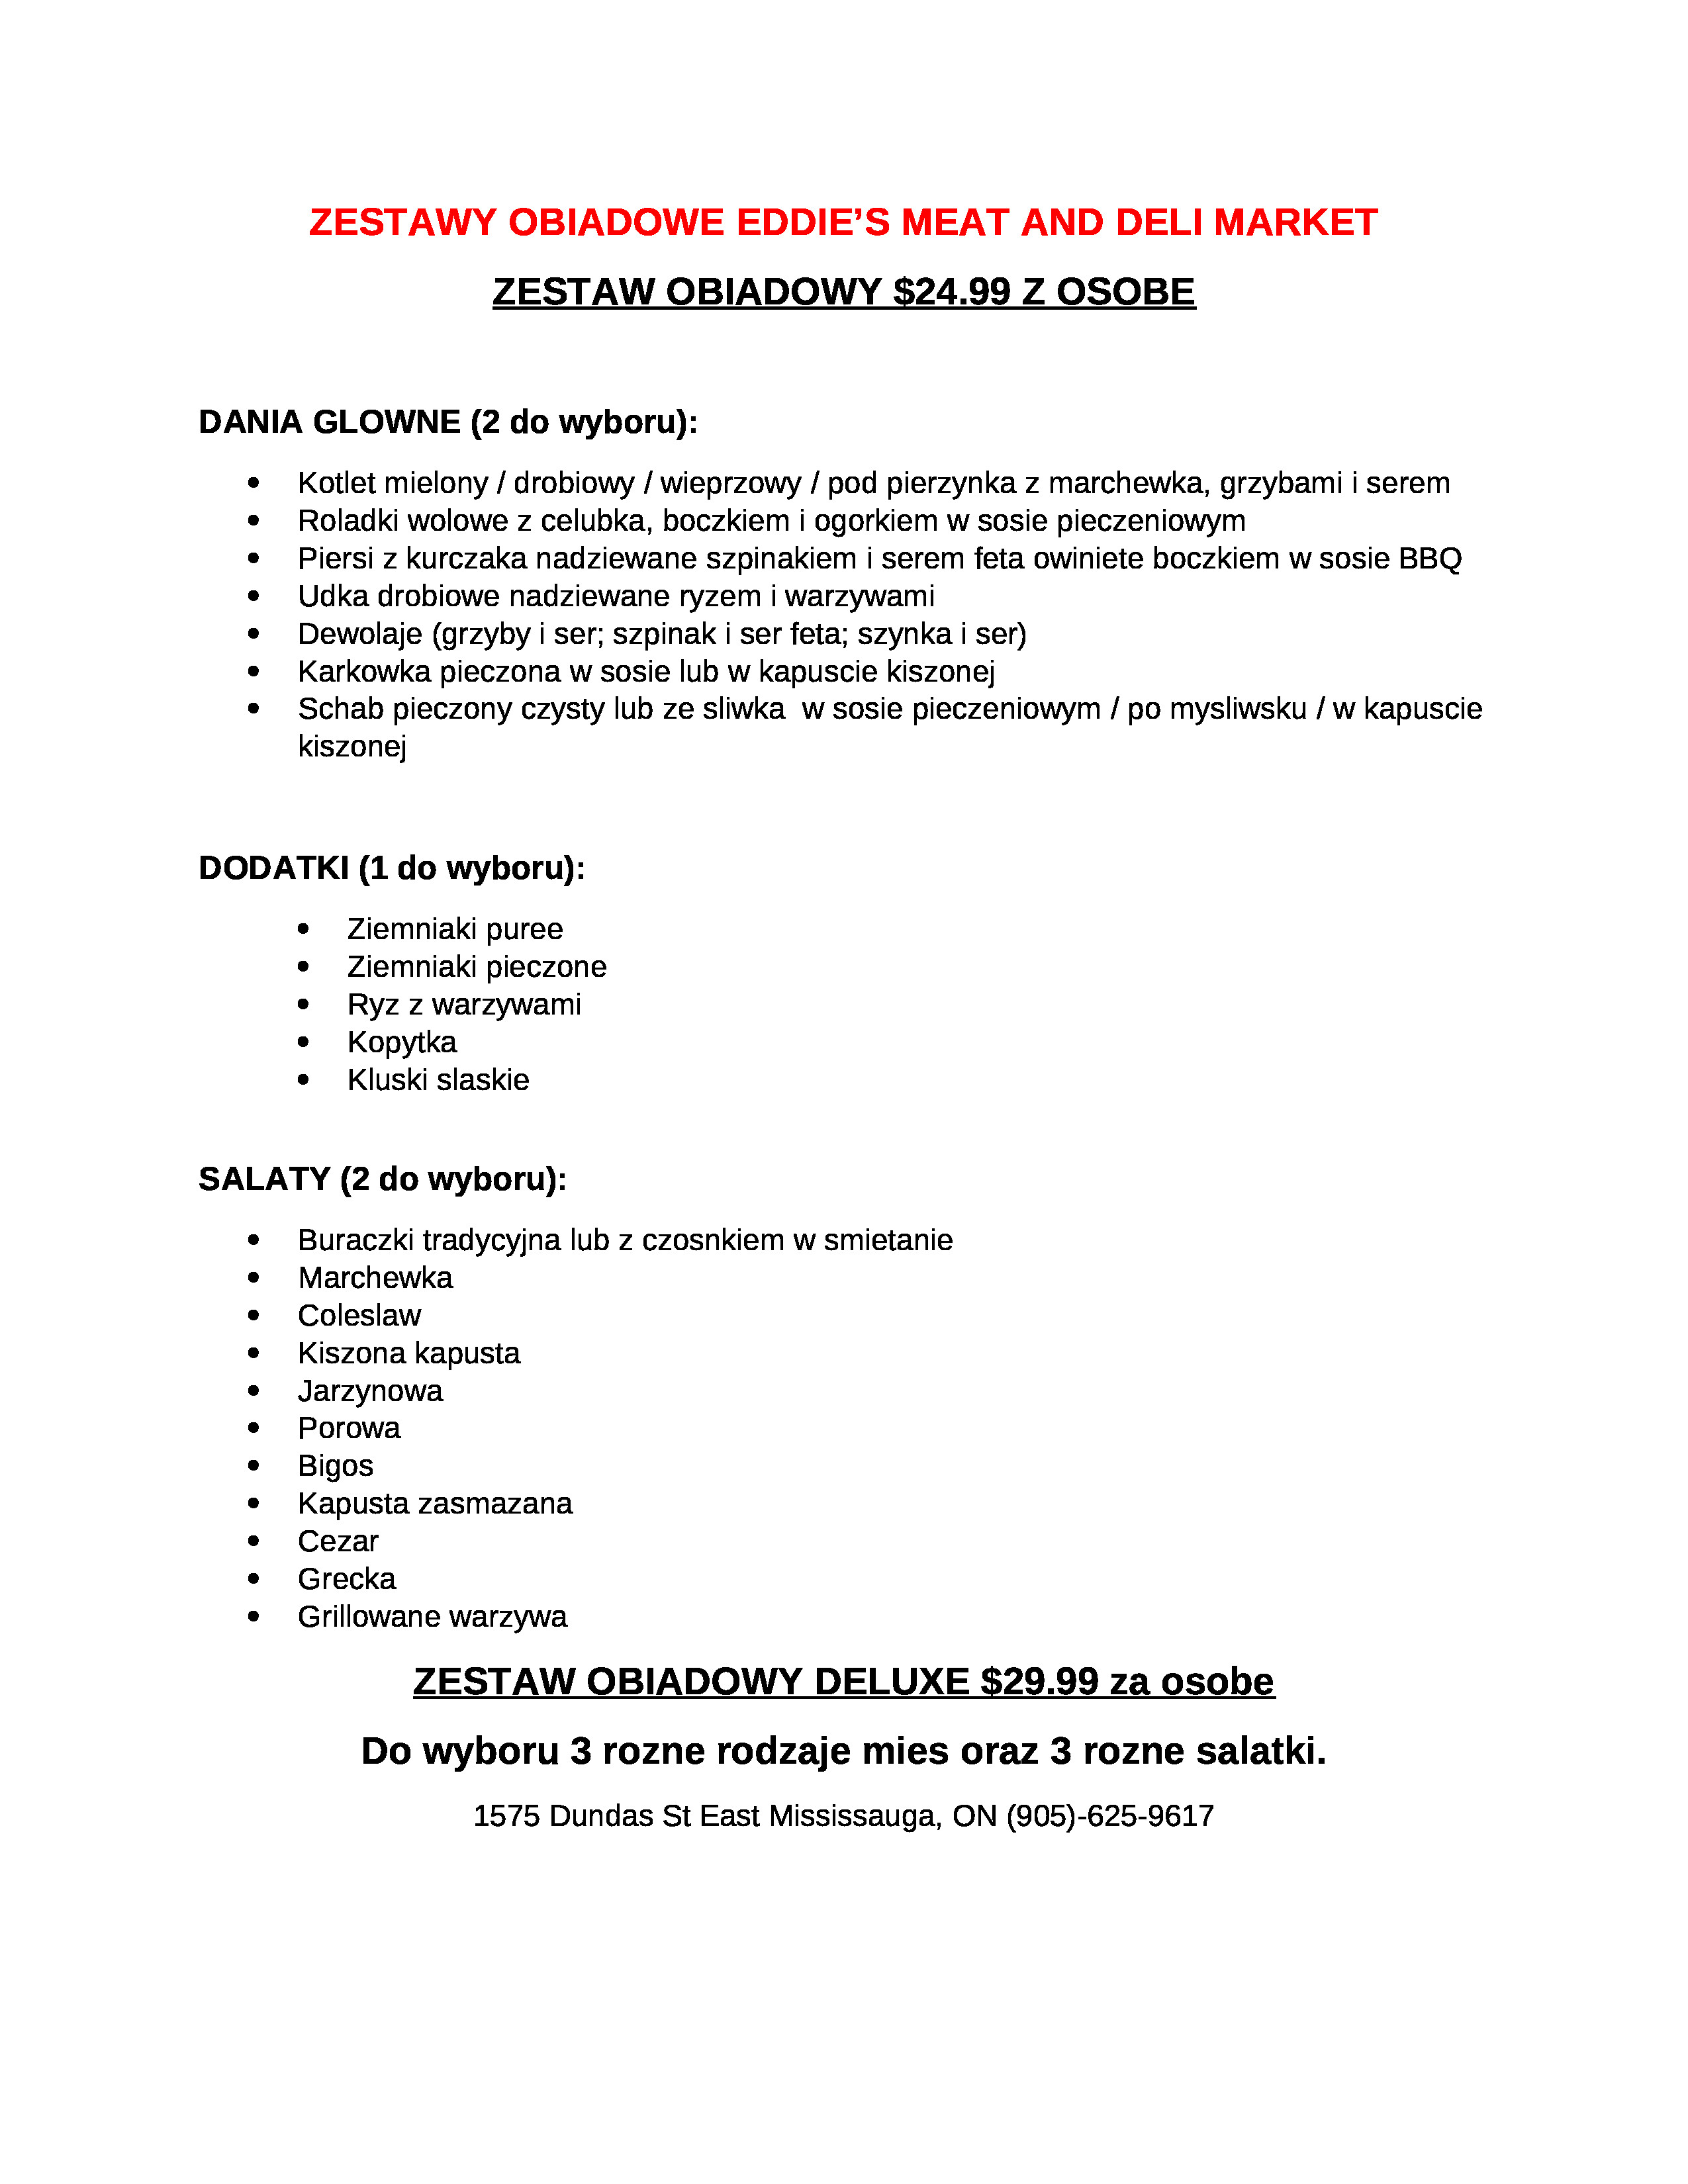 ZESTAWY OBIADOWE EDDIE’S MEAT AND DELI MARKET
ZESTAW OBIADOWY $24.99 Z OSOBE
DANIA GLOWNE (2 do wyboru):
• Kotlet mielony / drobiowy / wieprzowy / pod pierzynka z marchewka, grzybami i serem
• Roladki wolowe z celubka, boczkiem i ogorkiem w sosie pieczeniowym
• Piersi z kurczaka nadziewane szpinakiem i serem feta owiniete boczkiem w sosie BBQ
• Udka drobiowe nadziewane ryzem i warzywami
• Dewolaje (grzyby i ser; szpinak i ser feta; szynka i ser)
• Karkowka pieczona w sosie lub w kapuscie kiszonej
• Schab pieczony czysty lub ze sliwka  w sosie pieczeniowym / po mysliwsku / w kapuscie
kiszonej
DODATKI (1 do wyboru):
• Ziemniaki puree
• Ziemniaki pieczone
• Ryz z warzywami
• Kopytka
• Kluski slaskie
SALATY (2 do wyboru):
• Buraczki tradycyjna lub z czosnkiem w smietanie
• Marchewka
• Coleslaw
• Kiszona kapusta
• Jarzynowa
• Porowa
• Bigos
• Kapusta zasmazana
• Cezar
• Grecka
• Grillowane warzywa
ZESTAW OBIADOWY DELUXE $29.99 za osobe
Do wyboru 3 rozne rodzaje mies oraz 3 rozne salatki.
1575 Dundas St East Mississauga, ON (905)-625-9617